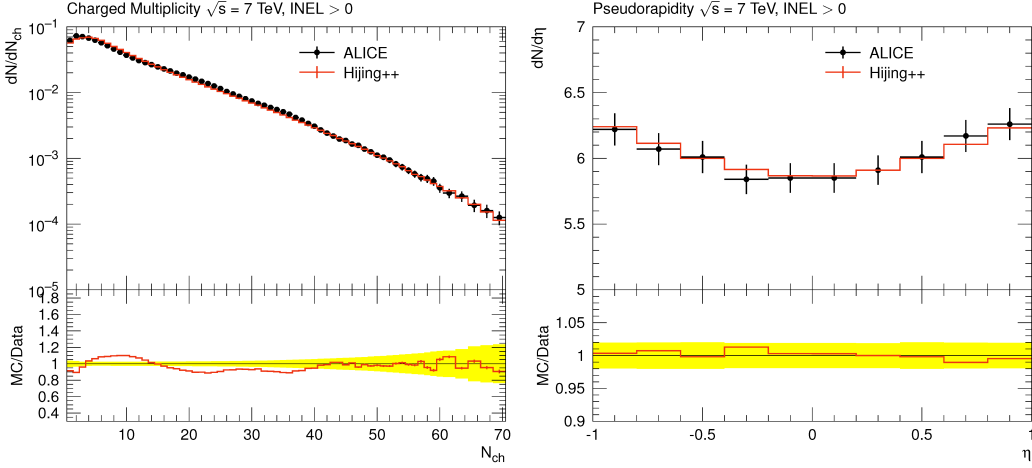 Charged Multiplicity √s = 7 TeV, INEL > 0
dN/dN_ch
10⁻¹
10⁻²
10⁻³
10⁻⁴
10⁻⁵
ALICE
Hijing++
MC/Data
1.8
1.6
1.4
1.2
1
0.8
0.6
0.4
10 20 30 40 50 60 70
N_ch
Pseudorapidity √s = 7 TeV, INEL > 0
dN/dη
7
6.5
6
5.5
5
ALICE
Hijing++
MC/Data
1.05
1
0.95
0.9
-1 -0.5 0 0.5 1
η